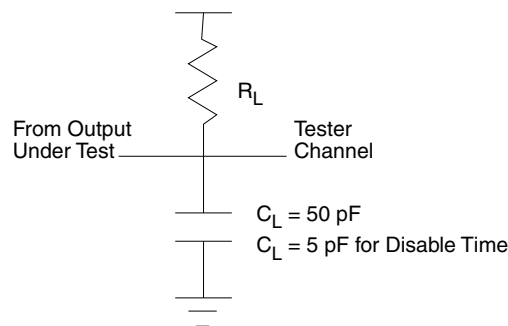 R_L
From Output
Under Test
Tester
Channel
C_L = 50 pF
C_L = 5 pF for Disable Time